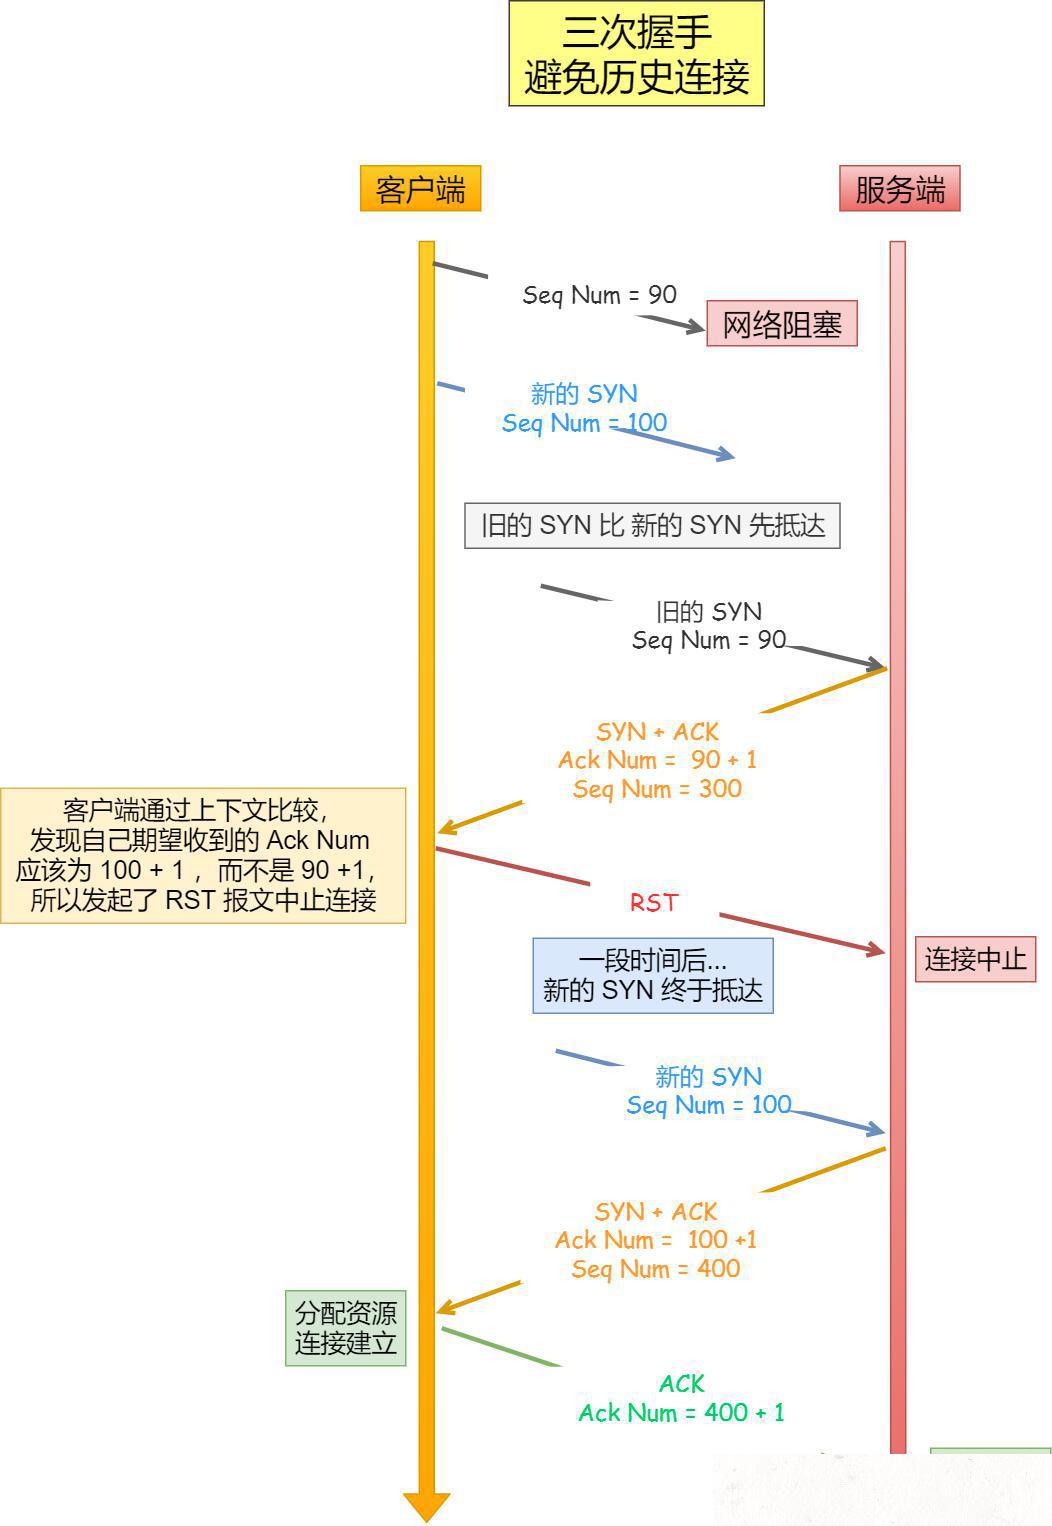 三次握手
避免历史连接
客户端
服务端
Seq Num = 90
网络阻塞
新的 SYN
Seq Num = 100
旧的 SYN 比 新的 SYN 先抵达
旧的 SYN
Seq Num = 90
SYN + ACK
Ack Num = 90 + 1
Seq Num = 300
客户端通过上下文比较，
发现自己期望收到的 Ack Num
应该为 100 + 1 ，而不是 90 +1，
所以发起了 RST 报文中止连接
RST
连接中止
一段时间后...
新的 SYN 终于抵达
新的 SYN
Seq Num = 100
SYN + ACK
Ack Num = 100 +1
Seq Num = 400
分配资源
连接建立
ACK
Ack Num = 400 + 1